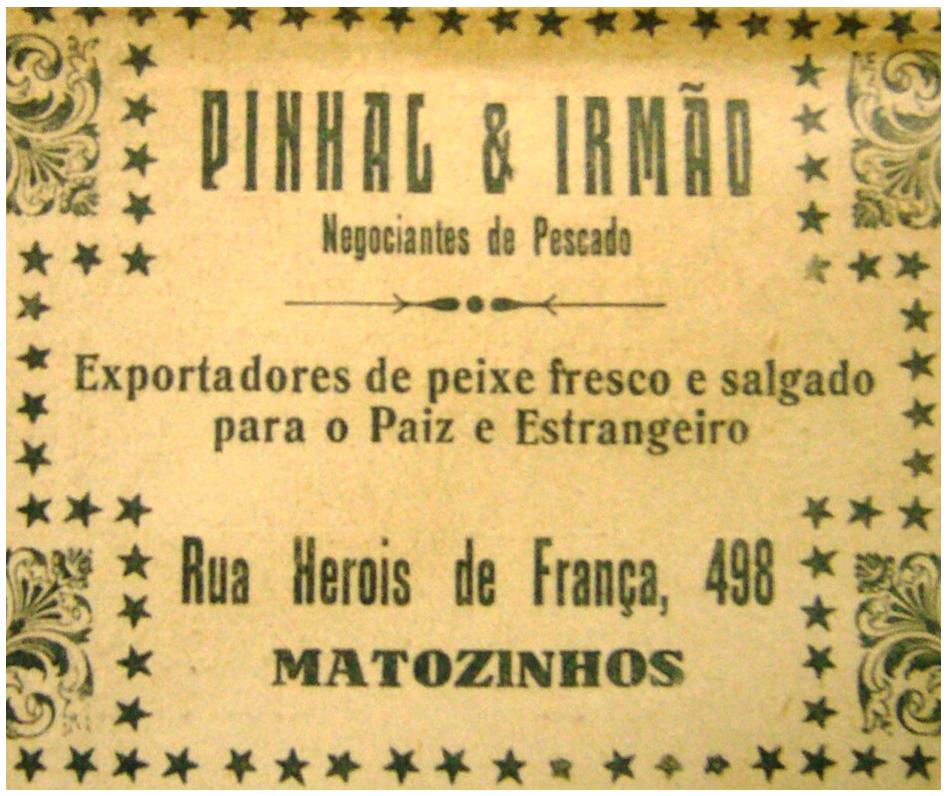 PINHAL & IRMÃO
Negociantes de Pescado
Exportadores de peixe fresco e salgado
para o Paiz e Estrangeiro
Rua Herois de França, 498
MATOZINHOS